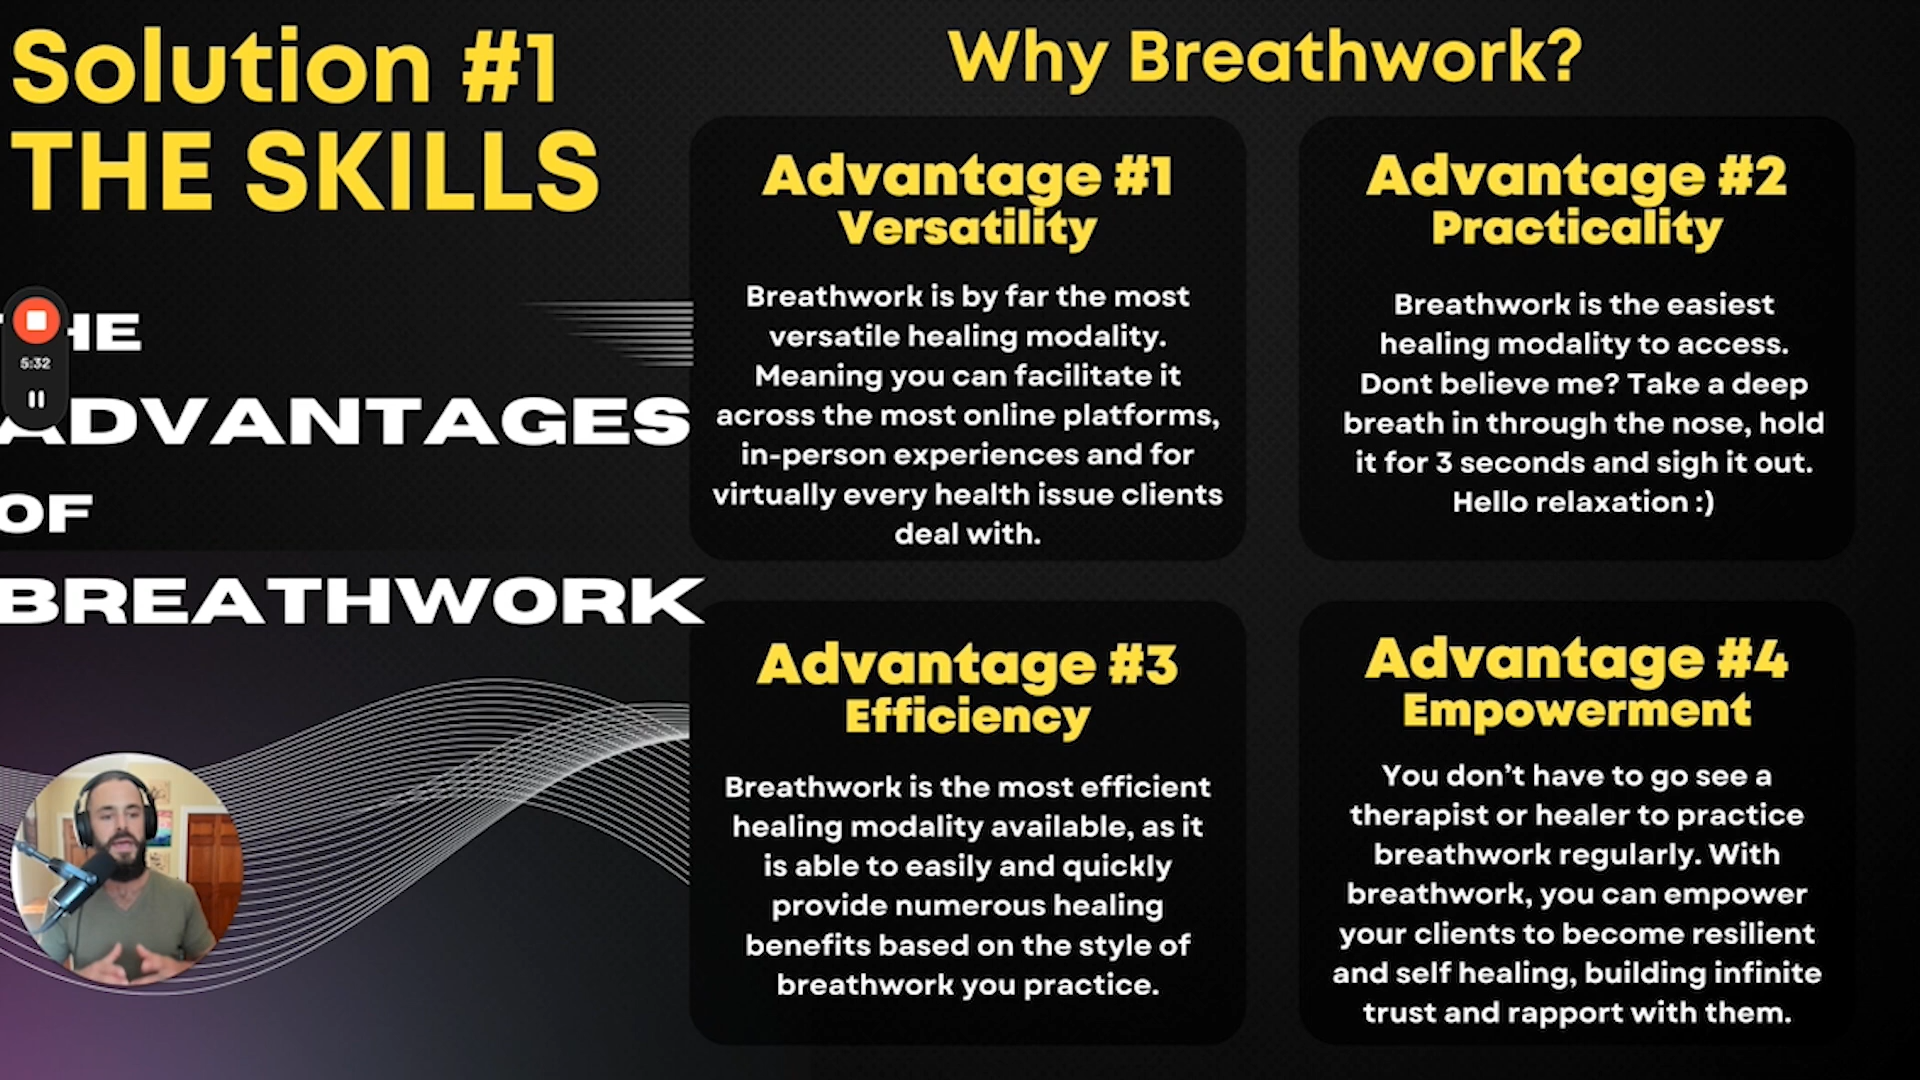 Solution #1
THE SKILLS
HE
ADVANTAGES
OF
BREATHWORK
5:32
Why Breathwork?
Advantage #1
Versatility
Breathwork is by far the most
versatile healing modality.
Meaning you can facilitate it
across the most online platforms,
in-person experiences and for
virtually every health issue clients
deal with.
Advantage #2
Practicality
Breathwork is the easiest
healing modality to access.
Dont believe me? Take a deep
breath in through the nose, hold
it for 3 seconds and sigh it out.
Hello relaxation :)
Advantage #3
Efficiency
Breathwork is the most efficient
healing modality available, as it
is able to easily and quickly
provide numerous healing
benefits based on the style of
breathwork you practice.
Advantage #4
Empowerment
You don’t have to go see a
therapist or healer to practice
breathwork regularly. With
breathwork, you can empower
your clients to become resilient
and self healing, building infinite
trust and rapport with them.